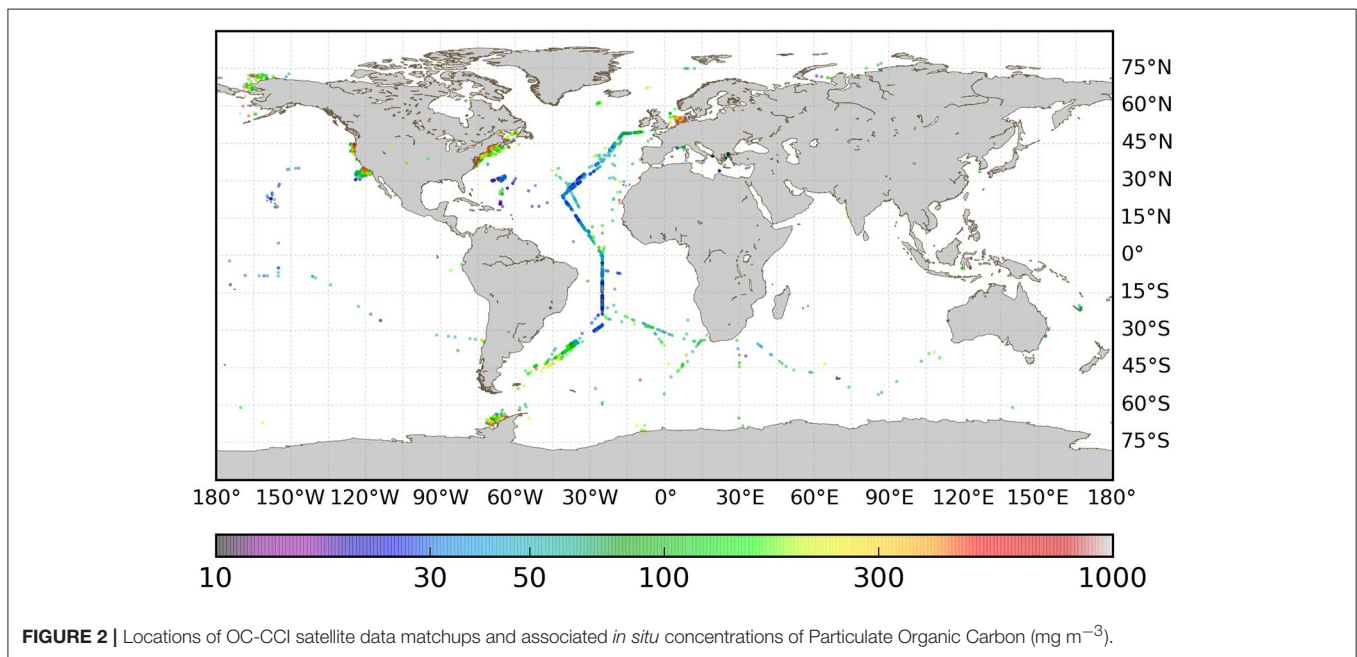 75°N
60°N
45°N
30°N
15°N
0°
15°S
30°S
45°S
60°S
75°S
180° 150°W 120°W 90°W 60°W 30°W 0° 30°E 60°E 90°E 120°E 150°E 180°
10 30 50 100 300 1000
FIGURE 2 | Locations of OC-CCI satellite data matchups and associated in situ concentrations of Particulate Organic Carbon (mg m−3).